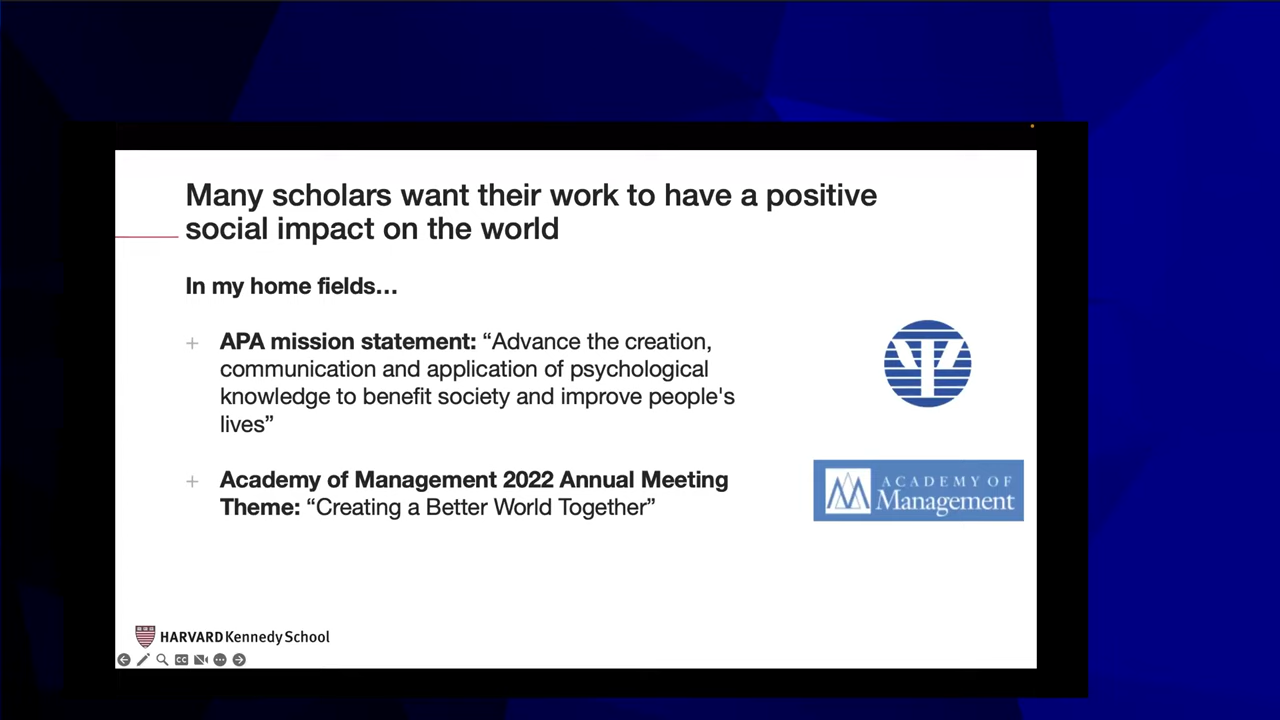 Many scholars want their work to have a positive
social impact on the world
In my home fields…
+ APA mission statement: “Advance the creation,
communication and application of psychological
knowledge to benefit society and improve people's
lives”
+ Academy of Management 2022 Annual Meeting
Theme: “Creating a Better World Together”
ACADEMY OF
Management
HARVARD Kennedy School
CC